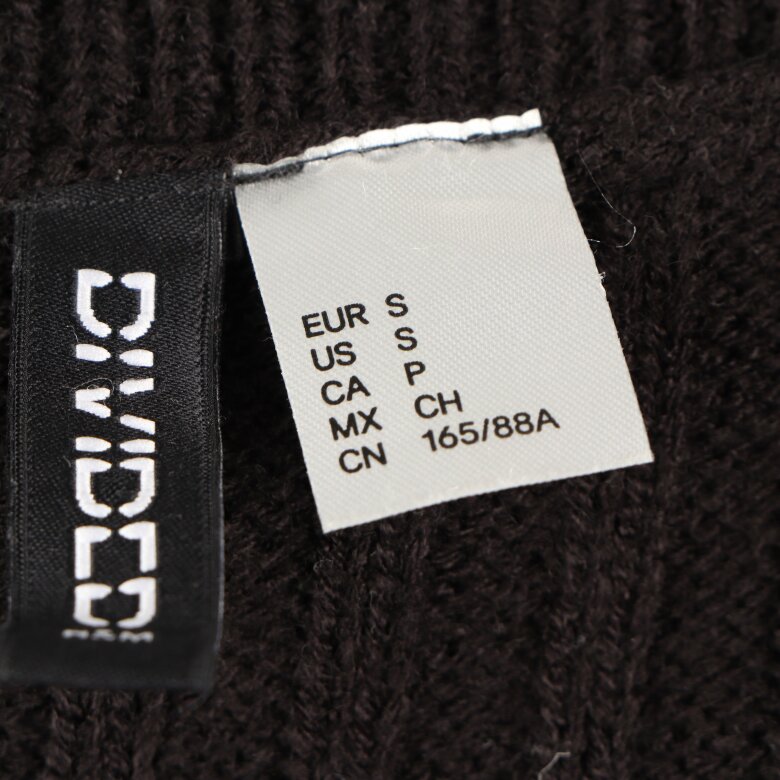 DIVIDED
H&M
EUR S
US S
CA P
MX CH
CN 165/88A